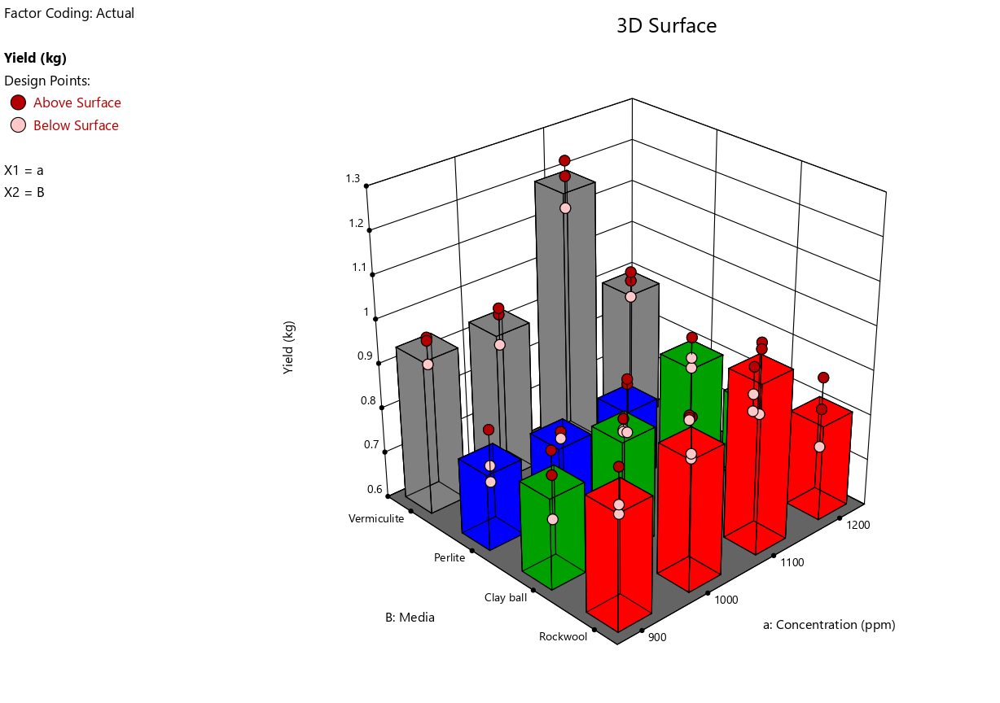 Factor Coding: Actual
3D Surface
Yield (kg)
Design Points:
Above Surface
Below Surface
X1 = a
X2 = B
1.3
1.2
1.1
1
0.9
0.8
0.7
0.6
Yield (kg)
Vermiculite
Perlite
Clay ball
Rockwool
B: Media
1200
1100
1000
900
a: Concentration (ppm)